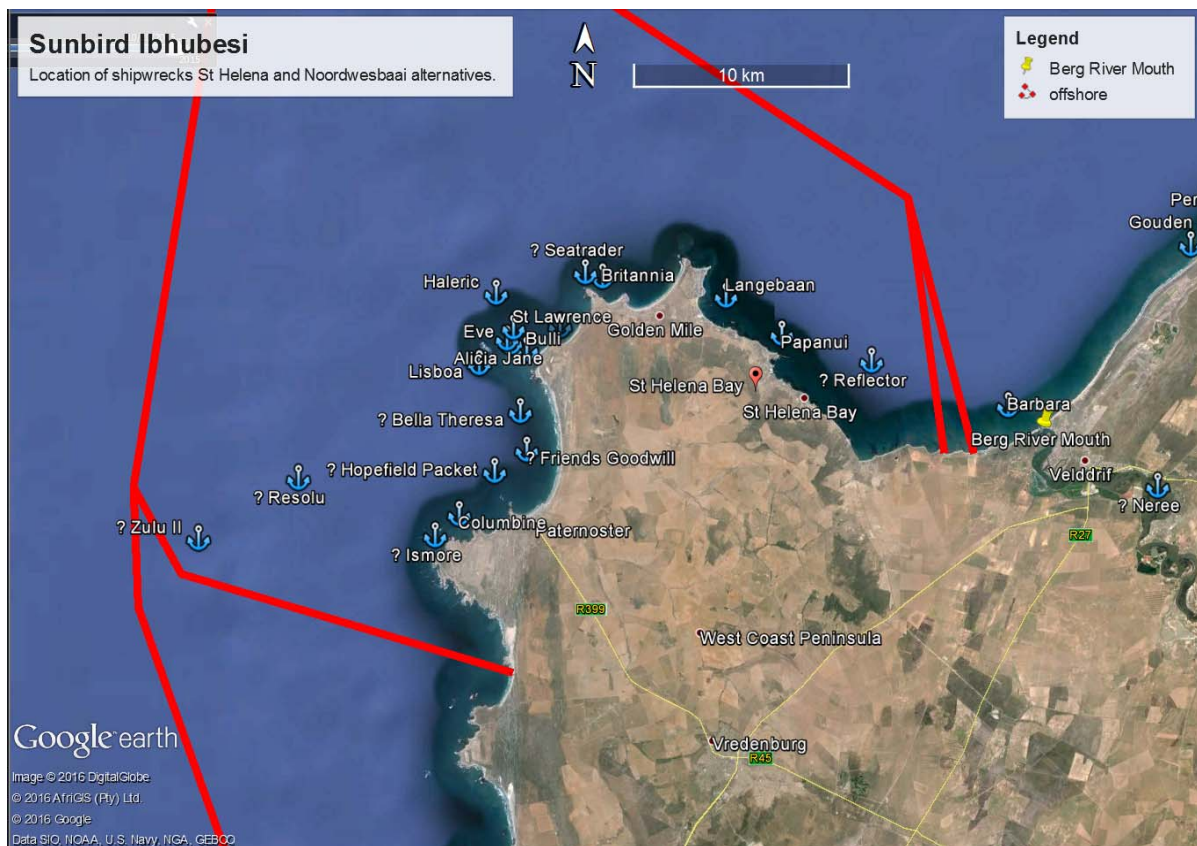 Sunbird Ibhubesi
2015
Location of shipwrecks St Helena and Noordwesbaai alternatives.
N
10 km
Legend
Berg River Mouth
offshore
Gouden
? Seatrader
Britannia
Haleric
Langebaan
St Lawrence
Golden Mile
Eve
Bulli
Papanui
Alicia Jane
Lisboa
? Reflector
St Helena Bay
St Helena Bay
Barbara
? Bella Theresa
Berg River Mouth
? Friends Goodwill
? Hopefield Packet
Velddrif
? Resolu
? Neree
Columbine
? Zulu II
Paternoster
? Ismore
R27
R399
West Coast Peninsula
Vredenburg
R45
Google earth
Image © 2016 DigitalGlobe
© 2016 AfriGIS (Pty) Ltd.
© 2016 Google
Data SIO, NOAA, U.S. Navy, NGA, GEBCO